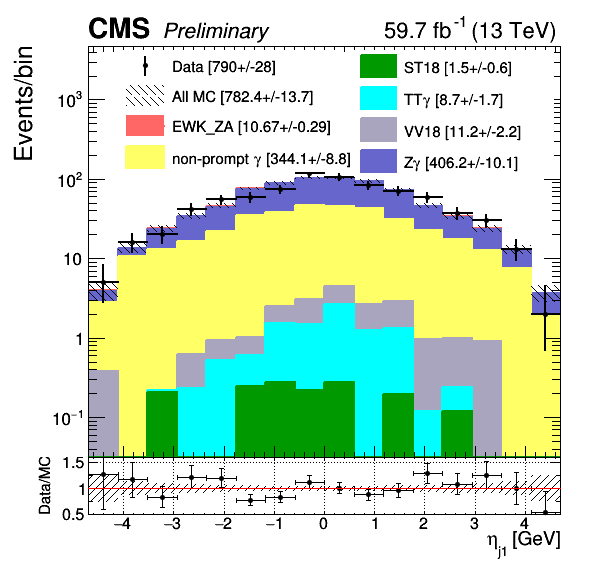 CMS Preliminary 59.7 fb⁻¹ (13 TeV)
Events/bin
Data [790+/-28]
All MC [782.4+/-13.7]
EWK_ZA [10.67+/-0.29]
non-prompt γ [344.1+/-8.8]
ST18 [1.5+/-0.6]
TTγ [8.7+/-1.7]
VV18 [11.2+/-2.2]
Zγ [406.2+/-10.1]
10³
10²
10
1
10⁻¹
Data/MC
1.5
1
0.5
−4 −3 −2 −1 0 1 2 3 4
η_j1 [GeV]